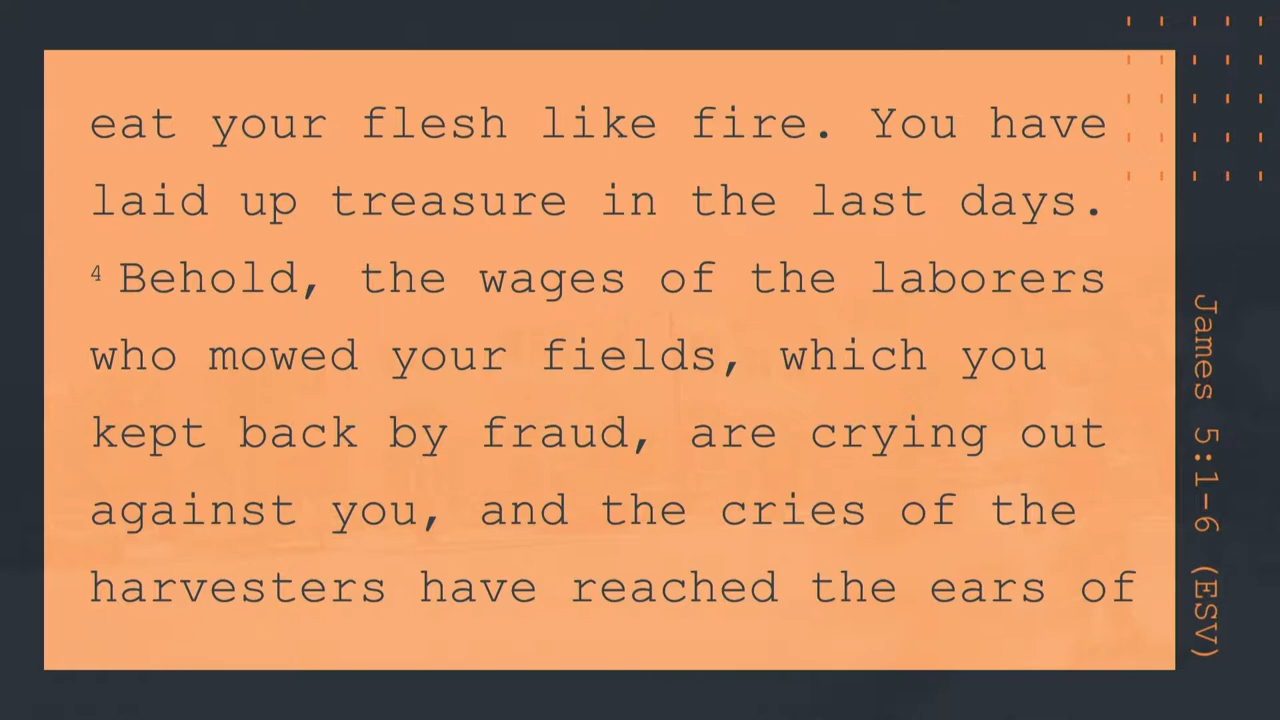 eat your flesh like fire. You have
laid up treasure in the last days.
4 Behold, the wages of the laborers
who mowed your fields, which you
kept back by fraud, are crying out
against you, and the cries of the
harvesters have reached the ears of
James 5:1-6 (ESV)